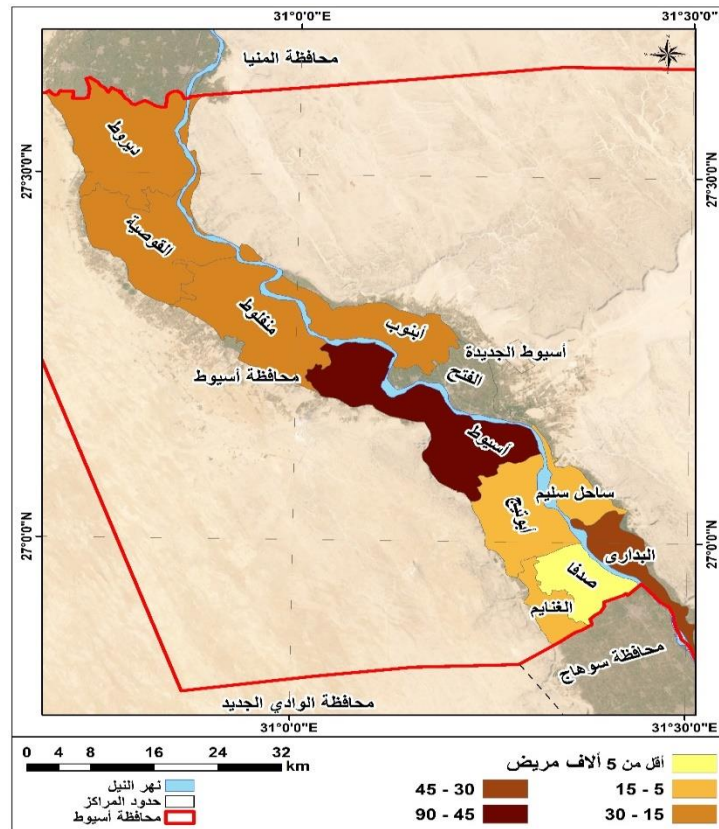 31°0'0"E
31°30'0"E
محافظة المنيا
ديروط
27°30'0"N
27°30'0"N
القوصية
منفلوط
أبنوب
أسيوط الجديدة
الفتح
محافظة أسيوط
أسيوط
ساحل سليم
أبوتيج
27°0'0"N
27°0'0"N
البدارى
صدفا
الغنايم
محافظة سوهاج
محافظة الوادي الجديد
31°0'0"E
31°30'0"E
0 4 8 16 24 32
km
نهر النيل
حدود المراكز
محافظة أسيوط
أقل من 5 ألاف مريض
15 - 5
30 - 15
45 - 30
90 - 45